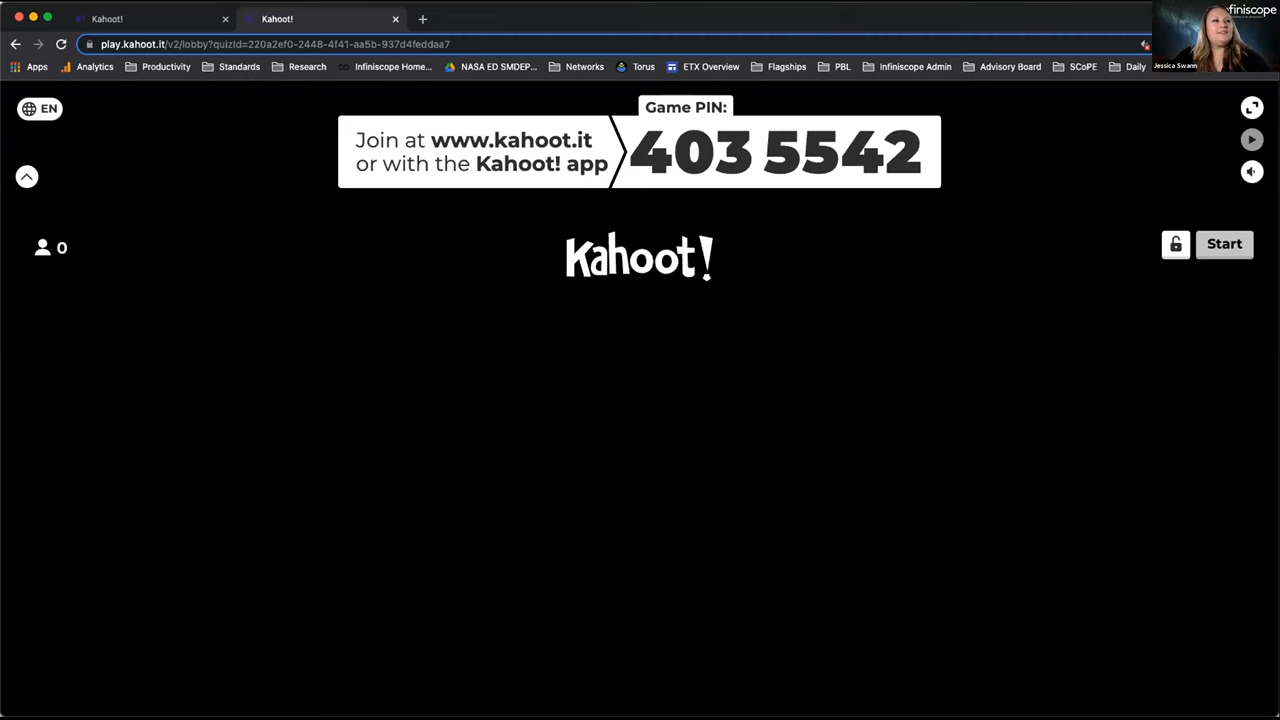 Kahoot!
Kahoot!
play.kahoot.it/v2/lobby?quizId=220a2ef0-2448-4f41-aa5b-937d4feddaa7
Apps Analytics Productivity Standards Research Infiniscope Home... NASA ED SMDEP... Networks Torus ETX Overview Flagships PBL Infiniscope Admin Advisory Board SCoPE Daily
finiscope
Jessica Swann
EN
Game PIN:
Join at www.kahoot.it
or with the Kahoot! app
403 5542
0
Kahoot!
Start